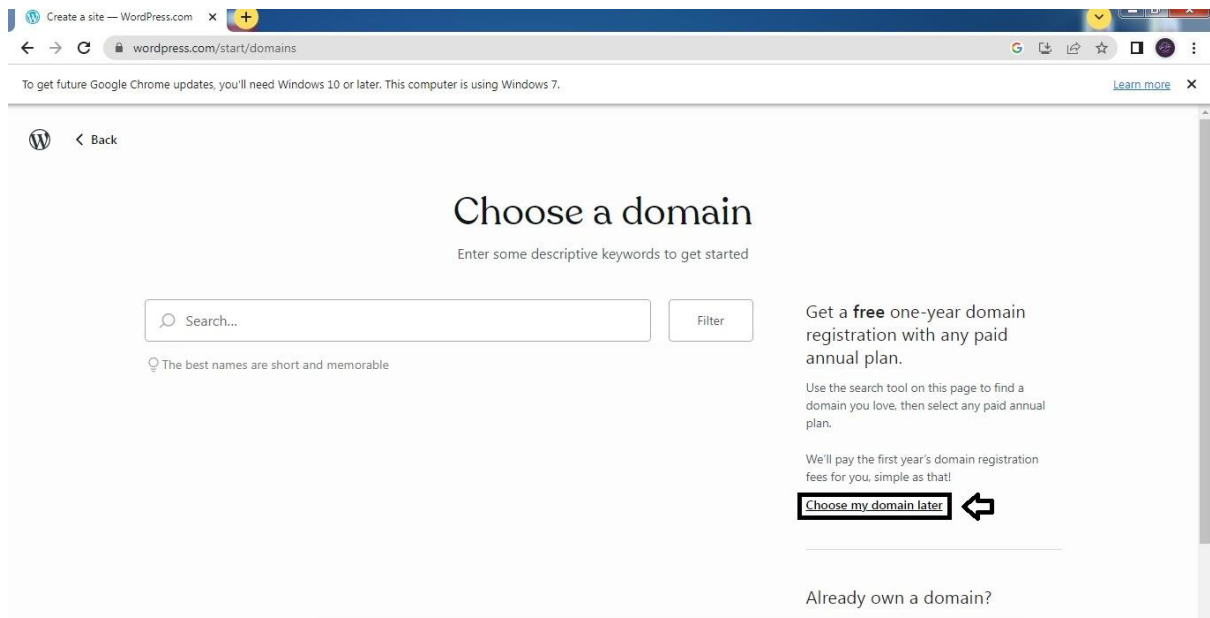 Create a site — WordPress.com
wordpress.com/start/domains
To get future Google Chrome updates, you'll need Windows 10 or later. This computer is using Windows 7.
Learn more
Back
Choose a domain
Enter some descriptive keywords to get started
Search...
Filter
The best names are short and memorable
Get a free one-year domain
registration with any paid
annual plan.
Use the search tool on this page to find a
domain you love, then select any paid annual
plan.
We'll pay the first year's domain registration
fees for you, simple as that!
Choose my domain later
Already own a domain?